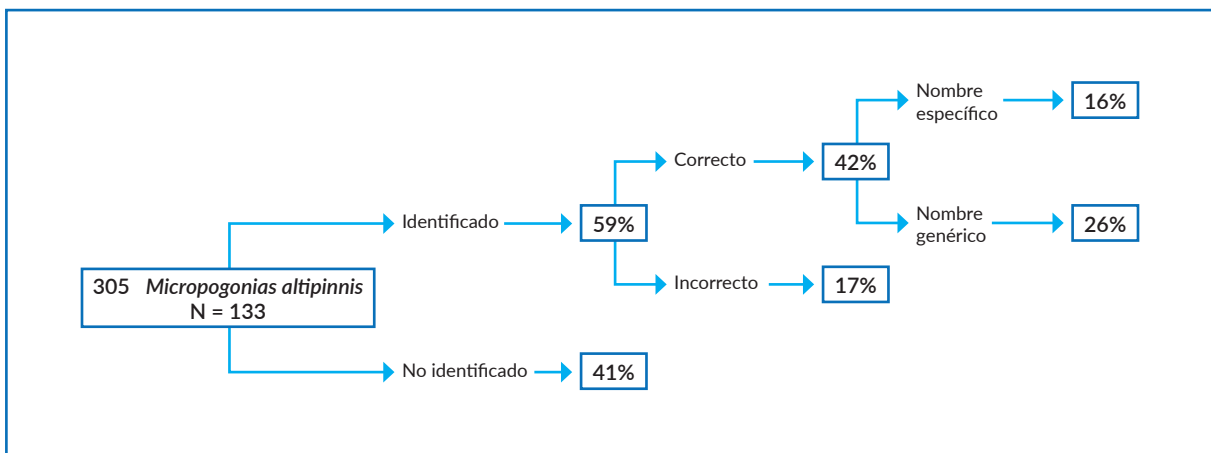 Nombre
específico
16%
Correcto
42%
Nombre
genérico
26%
Identificado
59%
Incorrecto
17%
305 Micropogonias altipinnis
N = 133
No identificado
41%